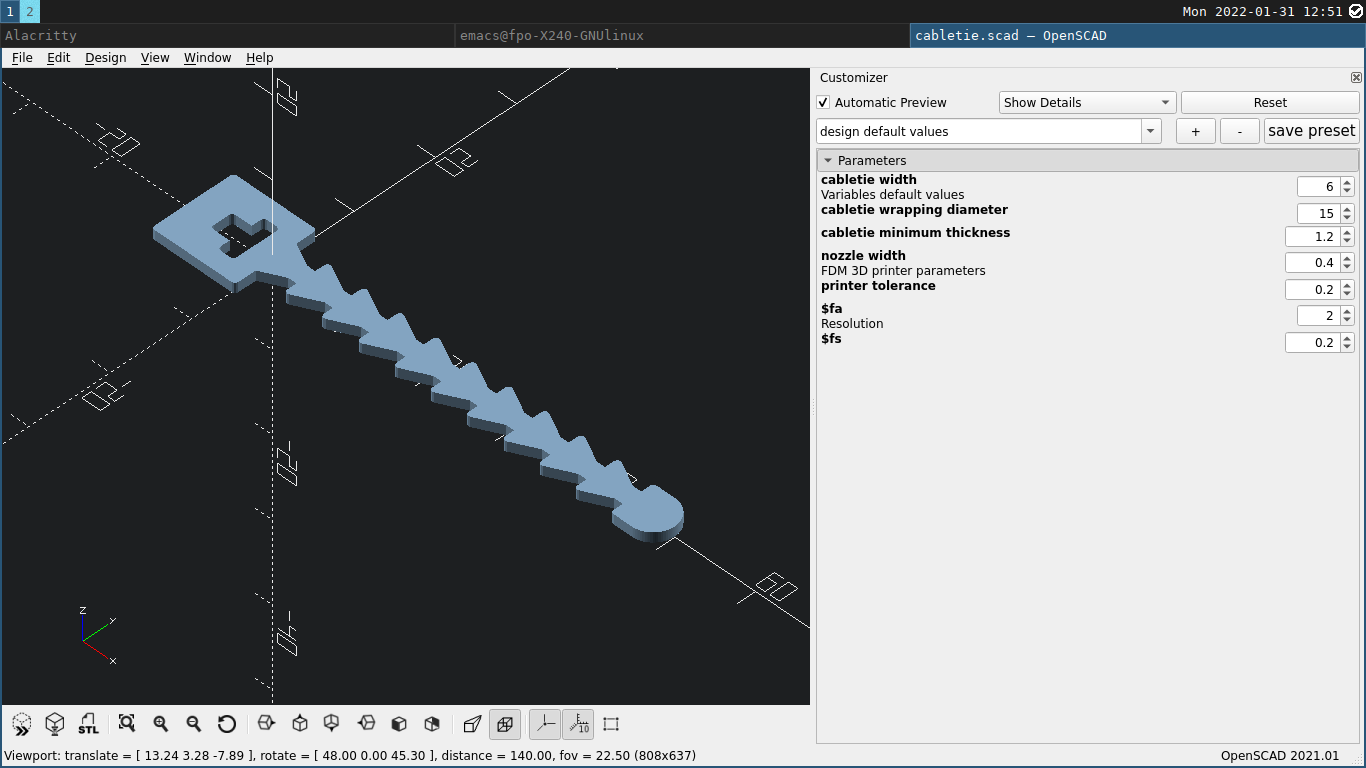 1 2 Mon 2022-01-31 12:51
Alacritty emacs@fpo-X240-GNUlinux cabletie.scad — OpenSCAD
File Edit Design View Window Help
Customizer
Automatic Preview Show Details Reset
design default values + - save preset
Parameters
cabletie width 6
Variables default values
cabletie wrapping diameter 15
cabletie minimum thickness 1.2
nozzle width 0.4
FDM 3D printer parameters
printer tolerance 0.2
$fa 2
Resolution
$fs 0.2
Z
Y
X
STL 10
Viewport: translate = [ 13.24 3.28 -7.89 ], rotate = [ 48.00 0.00 45.30 ], distance = 140.00, fov = 22.50 (808x637) OpenSCAD 2021.01